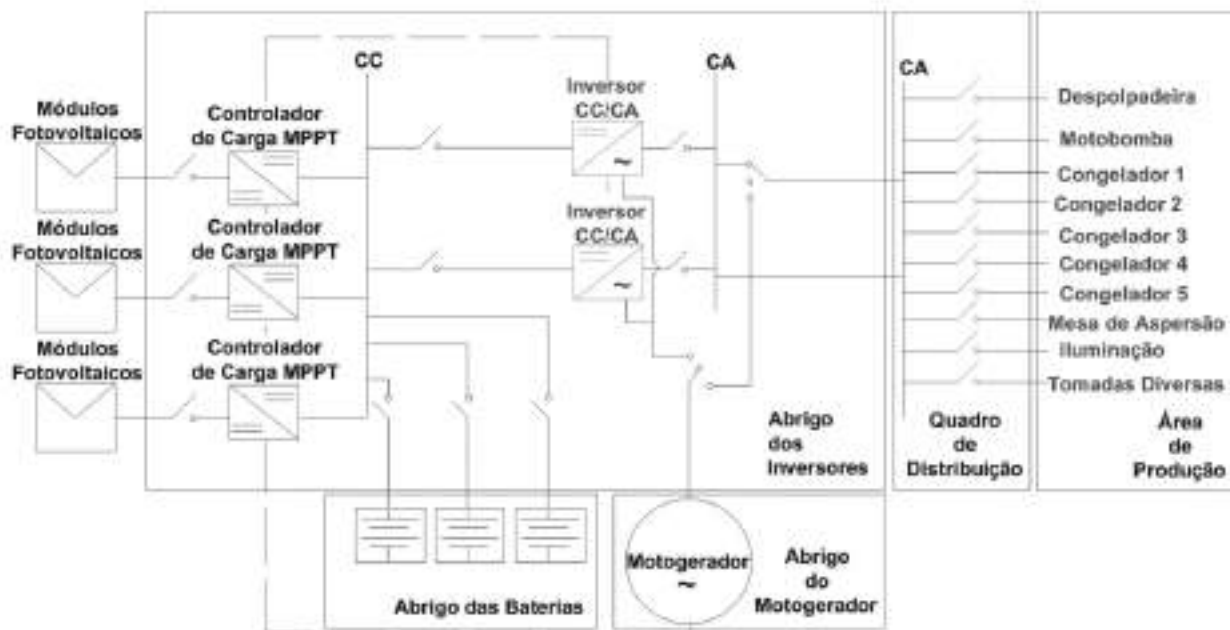 Módulos
Fotovoltaicos
Controlador
de Carga MPPT
CC
Inversor
CC/CA
~
CA
CA
Despolpadeira
Motobomba
Congelador 1
Congelador 2
Congelador 3
Congelador 4
Congelador 5
Mesa de Aspersão
Iluminação
Tomadas Diversas
Módulos
Fotovoltaicos
Controlador
de Carga MPPT
Inversor
CC/CA
~
Módulos
Fotovoltaicos
Controlador
de Carga MPPT
Abrigo
dos
Inversores
Quadro
de
Distribuição
Área
de
Produção
Abrigo das Baterias
Motogerador
~
Abrigo
do
Motogerador